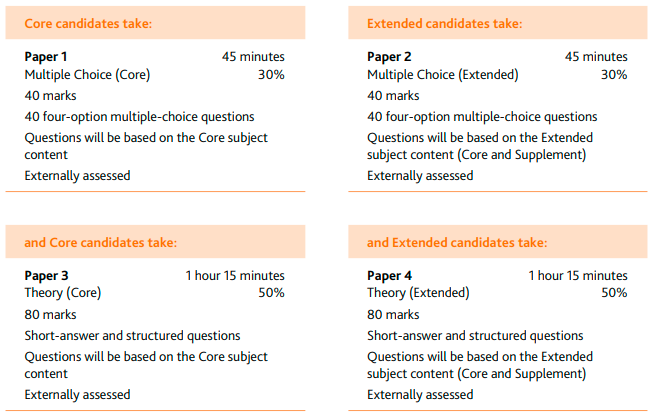 Core candidates take:
Paper 1 45 minutes
Multiple Choice (Core) 30%
40 marks
40 four-option multiple-choice questions
Questions will be based on the Core subject
content
Externally assessed
Extended candidates take:
Paper 2 45 minutes
Multiple Choice (Extended) 30%
40 marks
40 four-option multiple-choice questions
Questions will be based on the Extended
subject content (Core and Supplement)
Externally assessed
and Core candidates take:
Paper 3 1 hour 15 minutes
Theory (Core) 50%
80 marks
Short-answer and structured questions
Questions will be based on the Core subject
content
Externally assessed
and Extended candidates take:
Paper 4 1 hour 15 minutes
Theory (Extended) 50%
80 marks
Short-answer and structured questions
Questions will be based on the Extended
subject content (Core and Supplement)
Externally assessed